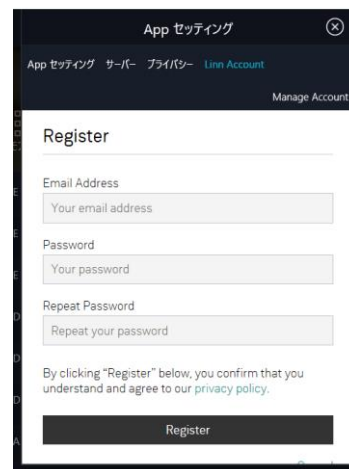 App セッティング
App セッティング サーバー プライバシー Linn Account
Manage Account
Register
Email Address
Your email address
Password
Your password
Repeat Password
Repeat your password
By clicking “Register” below, you confirm that you
understand and agree to our privacy policy.
Register